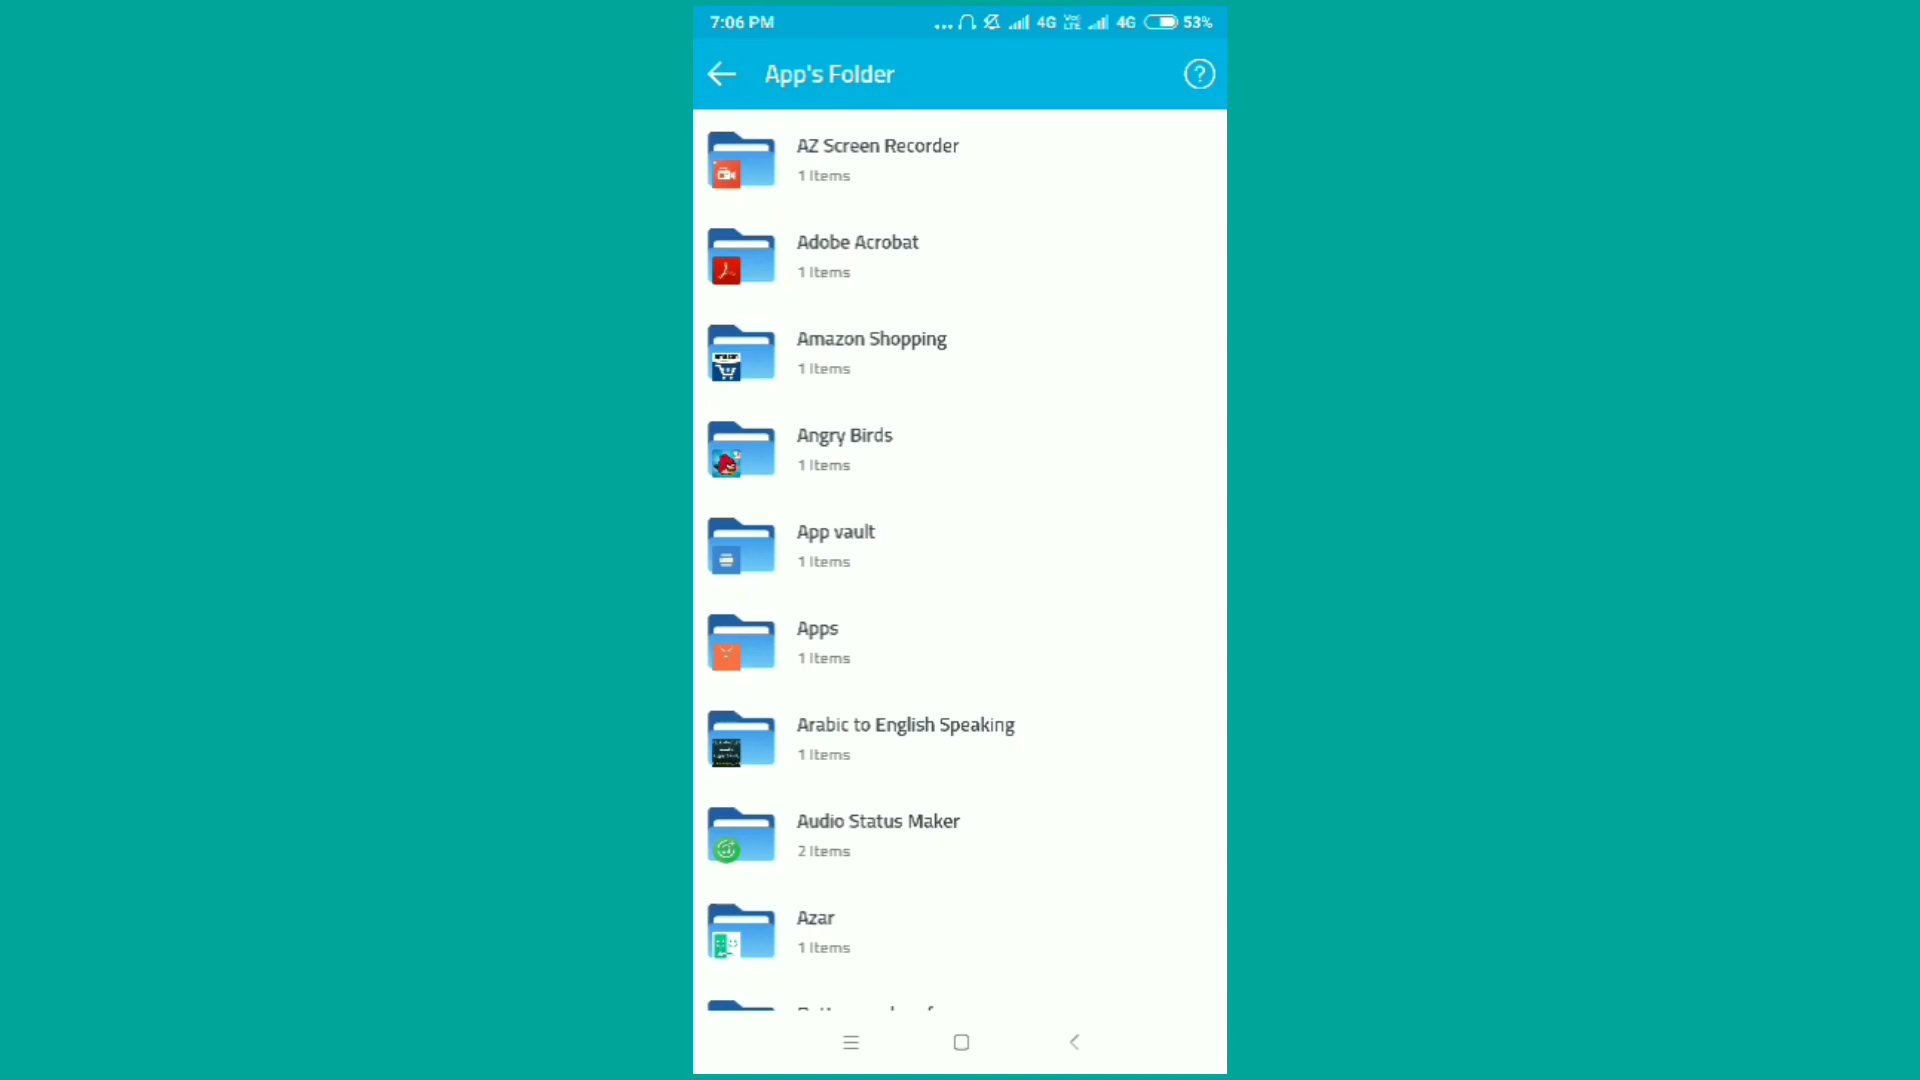 7:06 PM
... 4G VoLTE 4G 53%
App's Folder
?
AZ Screen Recorder
1 Items
Adobe Acrobat
1 Items
amazon
Amazon Shopping
1 Items
Angry Birds
1 Items
App vault
1 Items
Apps
1 Items
Arabic to English Speaking
1 Items
Audio Status Maker
2 Items
Azar
1 Items